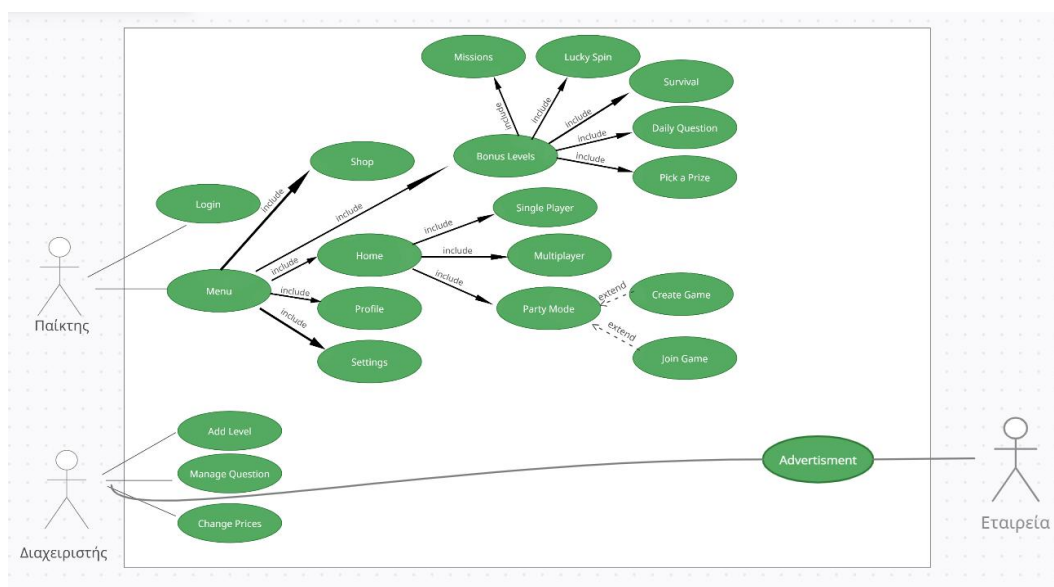 Missions
Lucky Spin
Survival
include
include
include
Daily Question
include
Bonus Levels
include
Pick a Prize
Shop
include
Login
include
Single Player
include
Home
include
Multiplayer
include
include
Menu
include
Profile
include
Party Mode
extend
Create Game
Παίκτης
extend
Settings
Join Game
Add Level
Manage Question
Advertisment
Change Prices
Εταιρεία
Διαχειριστής